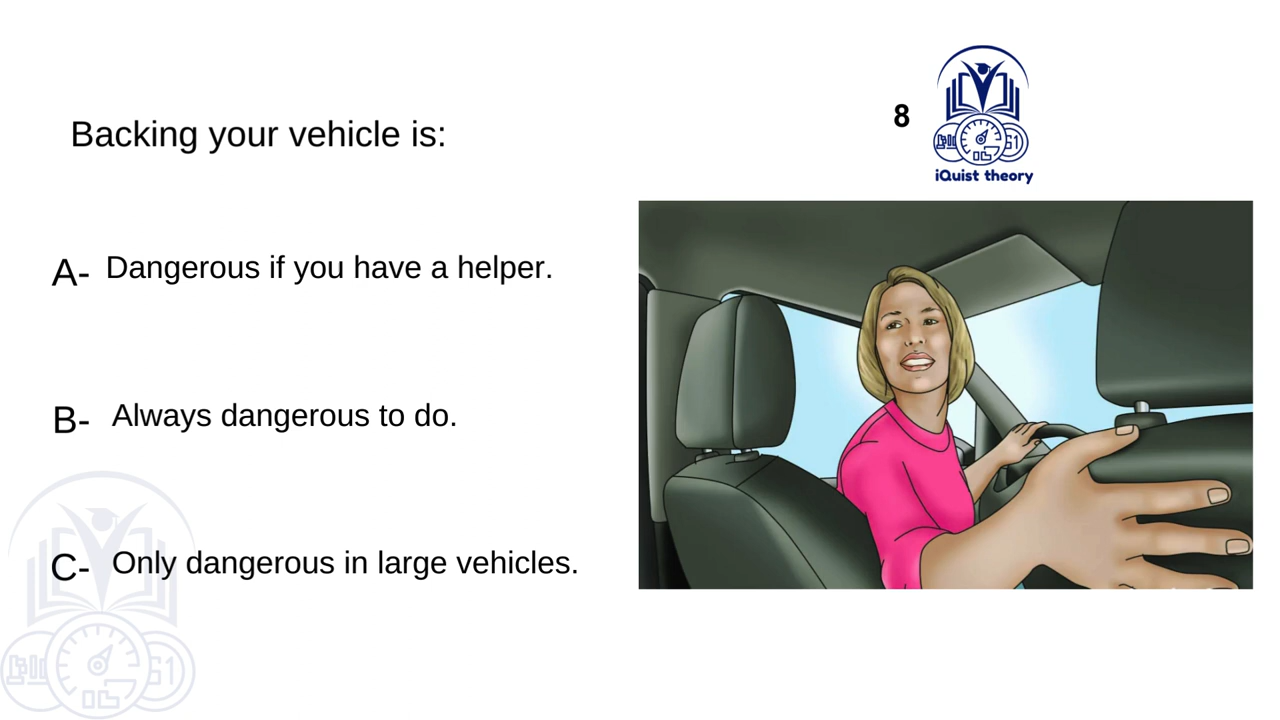 8
iQuist theory
Backing your vehicle is:
A- Dangerous if you have a helper.
B- Always dangerous to do.
C- Only dangerous in large vehicles.